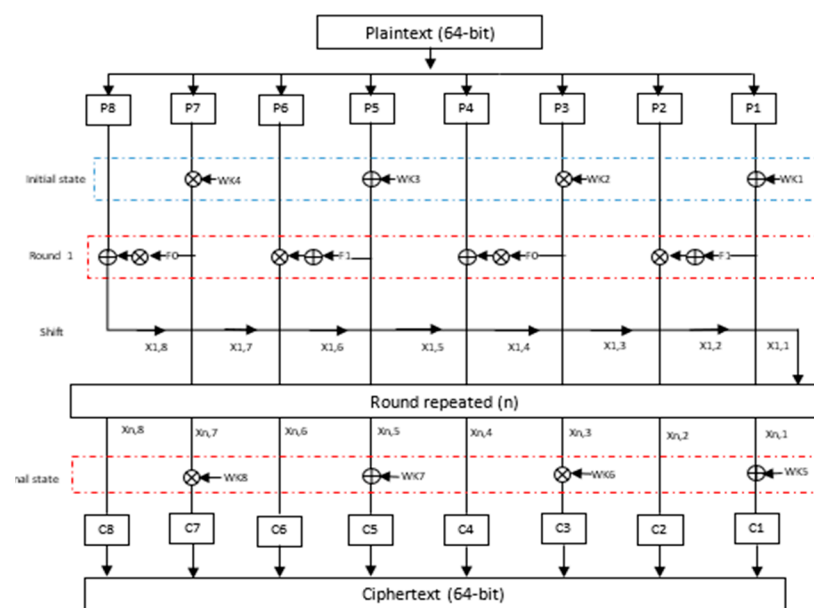 Plaintext (64-bit)
P8 P7 P6 P5 P4 P3 P2 P1
Initial state WK4 WK3 WK2 WK1
Round 1 F0 F1 F0 F1
Shift
X1,8 X1,7 X1,6 X1,5 X1,4 X1,3 X1,2 X1,1
Round repeated (n)
Xn,8 Xn,7 Xn,6 Xn,5 Xn,4 Xn,3 Xn,2 Xn,1
nal state WK8 WK7 WK6 WK5
C8 C7 C6 C5 C4 C3 C2 C1
Ciphertext (64-bit)